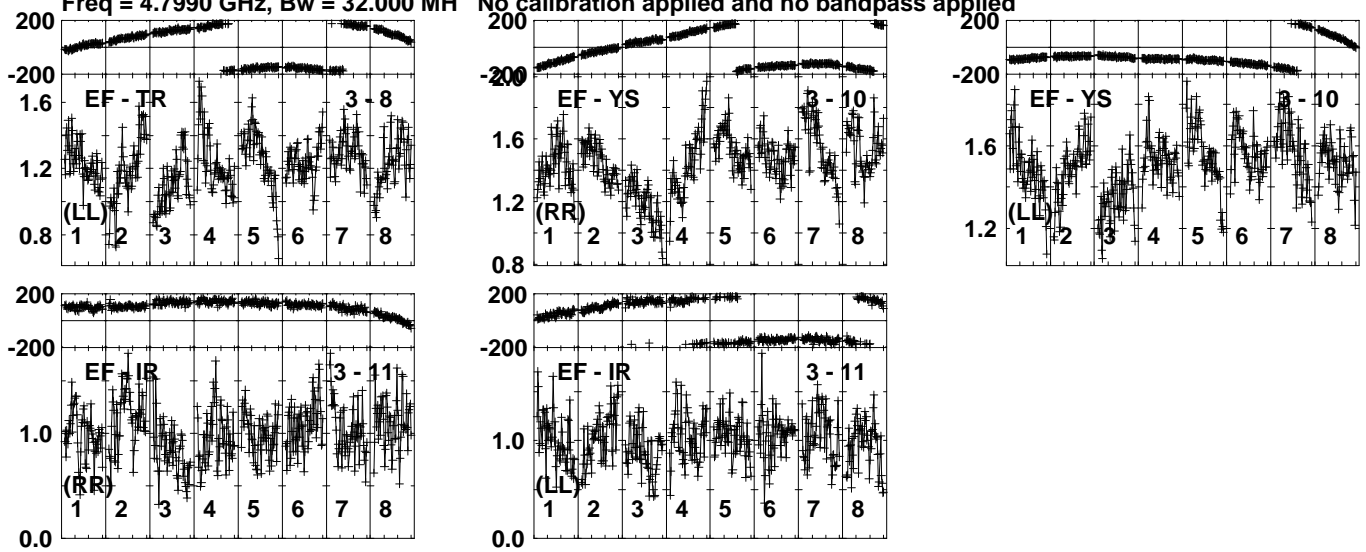 Freq = 4.7990 GHz, Bw = 32.000 MH No calibration applied and no bandpass applied
200
-200
1.6
1.2
0.8
EF - TR 3 - 8
(LL)
1 2 3 4 5 6 7 8
200
-200
2.0
1.6
1.2
0.8
EF - YS 3 - 10
(RR)
1 2 3 4 5 6 7 8
200
-200
1.6
1.2
EF - YS 3 - 10
(LL)
1 2 3 4 5 6 7 8
200
-200
1.0
0.0
EF - IR 3 - 11
(RR)
1 2 3 4 5 6 7 8
200
-200
1.0
0.0
EF - IR 3 - 11
(LL)
1 2 3 4 5 6 7 8